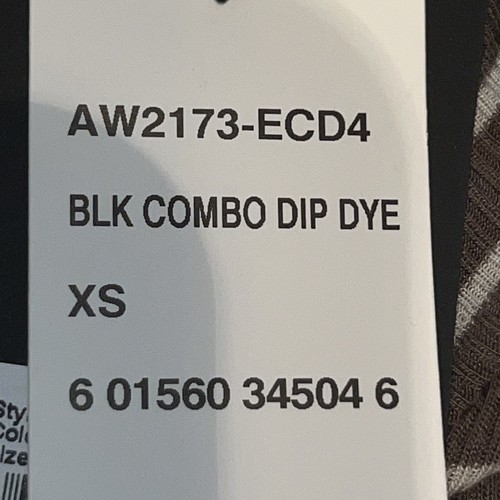 AW2173-ECD4
BLK COMBO DIP DYE
XS
6 01560 34504 6